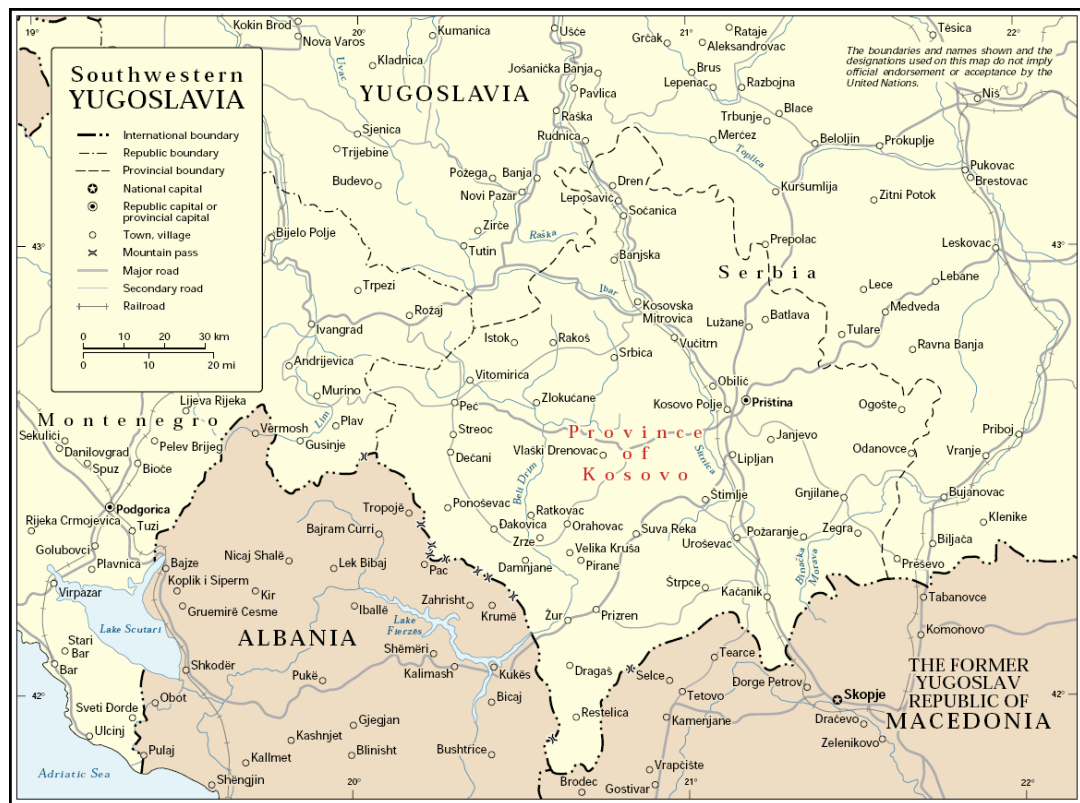 19°
20°
21°
22°
Southwestern
YUGOSLAVIA
International boundary
Republic boundary
Provincial boundary
National capital
Republic capital or
provincial capital
Town, village
Mountain pass
Major road
Secondary road
Railroad
0 10 20 30 km
0 10 20 mi
The boundaries and names shown and the
designations used on this map do not imply
official endorsement or acceptance by the
United Nations.
Kokin Brod
Nova Varos
Uvac
Kumanica
Kladnica
YUGOSLAVIA
Ušće
Jošanička Banja
Pavlica
Raška
Rudnica
Grčak
Rataje
Aleksandrovac
Brus
Lepenac
Razbojna
Blace
Trbunje
Merćez
Toplica
Beloljin
Prokuplje
Tĕsica
Niš
Pukovac
Brestovac
Sjenica
Trijebine
Budevo
Požega
Banja
Novi Pazar
Dren
Leposavić
Sočanica
Kuršumlija
Zitni Potok
43°
Bijelo Polje
Zirče
Tutin
Raška
Banjska
Prepolac
Leskovac
43°
Serbia
Trpezi
Ibar
Lece
Lebane
Rožaj
Kosovska
Mitrovica
Lužane
Batlava
Medveda
Ivangrad
Istok
Rakoš
Vučitrn
Tulare
Ravna Banja
Andrijevica
Srbica
Vitomirica
Obilić
Murino
Peć
Zlokućane
Kosovo Polje
Priština
Ogošte
Lijeva Rijeka
Montenegro
Lim
Plav
Vermosh
Gusinje
Streoc
Province
of
Kosovo
Sitnica
Janjevo
Priboj
Sekulići
Danilovgrad
Pelev Brijeg
Spuz
Bioče
Dečani
Vlaški Drenovac
Beli Drim
Lipljan
Odanovce
Vranje
Podgorica
Tropojë
Ponoševac
Štimlje
Gnjilane
Bujanovac
Rijeka Crmojevica
Tuzi
Bajram Curri
Ratkovac
Đakovica
Orahovac
Suva Reka
Požaranje
Zegra
Klenike
Golubovci
Nicaj Shalë
Zrze
Velika Kruša
Uroševac
Biljača
Plavnica
Bajze
Lek Bibaj
Pac
Damnjane
Pirane
Bynačka
Morava
Preševo
Virpazar
Koplik i Siperm
Kir
Štrpce
Kačanik
Tabanovce
Gruemirë Cesme
Iballë
Zahrisht
Krumë
Žur
Prizren
Lake Scutari
ALBANIA
Lake
Fierzës
Komonovo
Stari
Bar
Bar
Shëmëri
Tearce
THE FORMER
YUGOSLAV
REPUBLIC OF
MACEDONIA
Shkodër
Pukë
Kalimash
Kukës
Dragaš
Selce
Dorge Petrov
42°
42°
Skopje
Obot
Bicaj
Tetovo
Sveti Đorde
Gjegjan
Restelica
Kamenjane
Dračevo
Ulcinj
Kashnjet
Zelenikovo
Pulaj
Kallmet
Blinisht
Bushtrice
Vrapčište
Adriatic Sea
Shëngjin
Brodec
Gostivar
20°
21°
22°